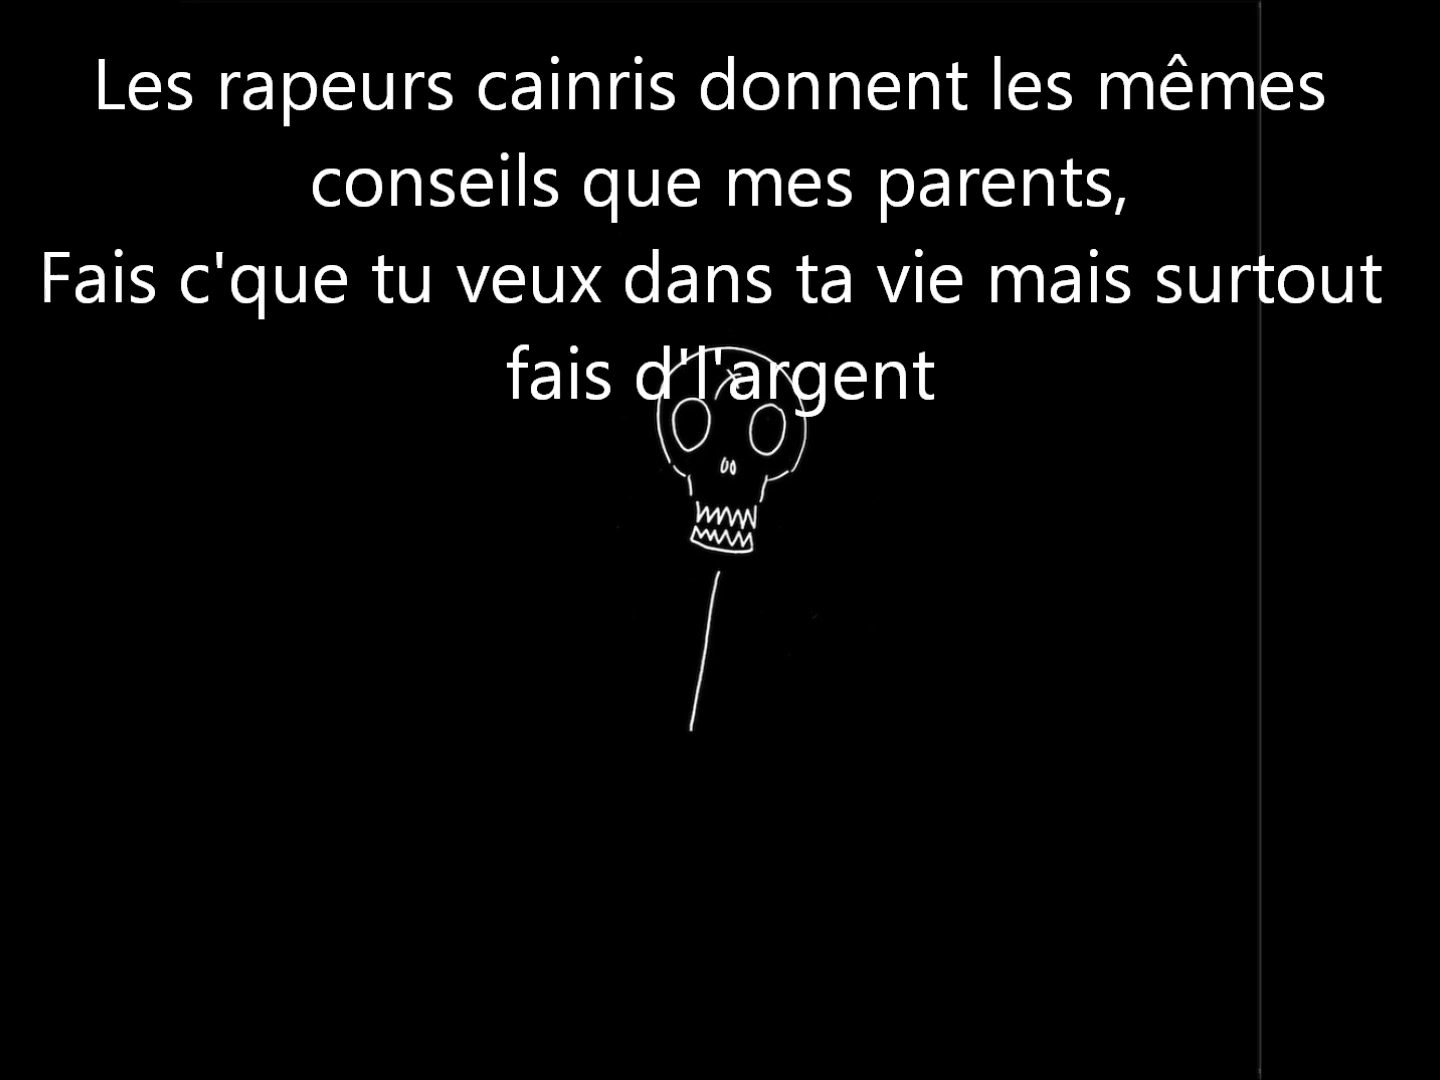 Les rapeurs cainris donnent les mêmes
conseils que mes parents,
Fais c'que tu veux dans ta vie mais surtout
fais d'l'argent